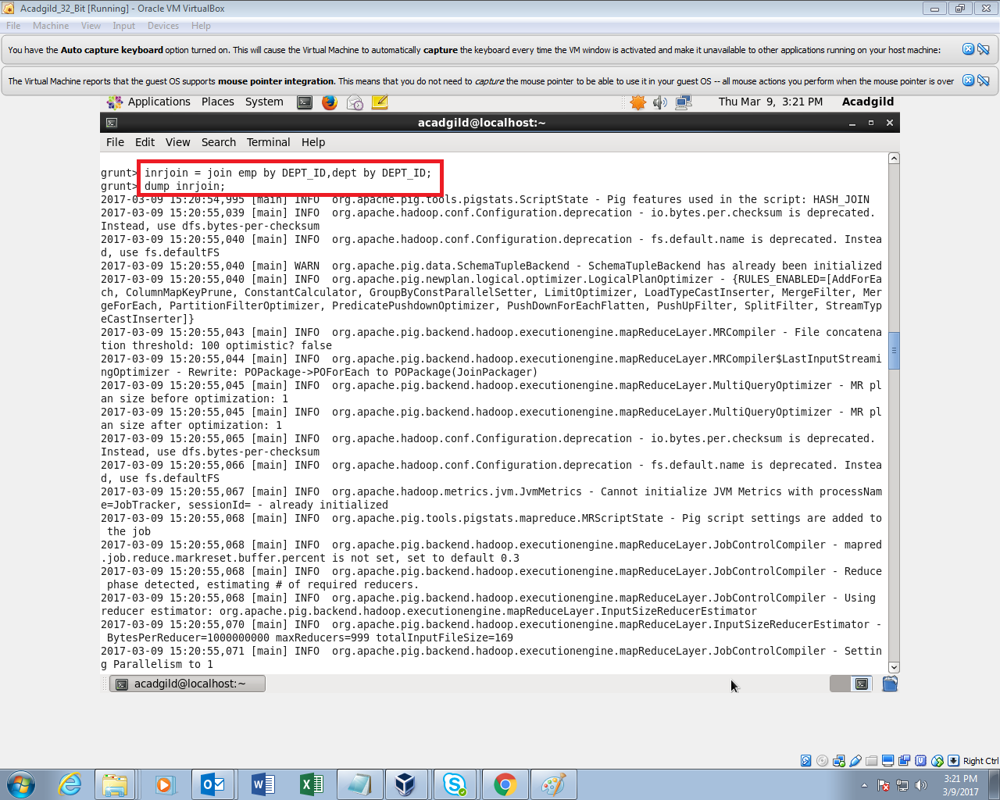 Acadgild_32_Bit [Running] - Oracle VM VirtualBox
File Machine View Input Devices Help
You have the Auto capture keyboard option turned on. This will cause the Virtual Machine to automatically capture the keyboard every time the VM window is activated and make it unavailable to other applications running on your host machine:
The Virtual Machine reports that the guest OS supports mouse pointer integration. This means that you do not need to capture the mouse pointer to be able to use it in your guest OS -- all mouse actions you perform when the mouse pointer is over
Applications Places System Thu Mar 9, 3:21 PM Acadgild
acadgild@localhost:~
File Edit View Search Terminal Help
grunt> inrjoin = join emp by DEPT_ID,dept by DEPT_ID;
grunt> dump inrjoin;
2017-03-09 15:20:54,995 [main] INFO  org.apache.pig.tools.pigstats.ScriptState - Pig features used in the script: HASH_JOIN
2017-03-09 15:20:55,039 [main] INFO  org.apache.hadoop.conf.Configuration.deprecation - io.bytes.per.checksum is deprecated.
Instead, use dfs.bytes-per-checksum
2017-03-09 15:20:55,040 [main] INFO  org.apache.hadoop.conf.Configuration.deprecation - fs.default.name is deprecated. Instea
d, use fs.defaultFS
2017-03-09 15:20:55,040 [main] WARN  org.apache.pig.data.SchemaTupleBackend - SchemaTupleBackend has already been initialized
2017-03-09 15:20:55,040 [main] INFO  org.apache.pig.newplan.logical.optimizer.LogicalPlanOptimizer - {RULES_ENABLED=[AddForEa
ch, ColumnMapKeyPrune, ConstantCalculator, GroupByConstParallelSetter, LimitOptimizer, LoadTypeCastInserter, MergeFilter, Mer
geForEach, PartitionFilterOptimizer, PredicatePushdownOptimizer, PushDownForEachFlatten, PushUpFilter, SplitFilter, StreamTyp
eCastInserter]}
2017-03-09 15:20:55,043 [main] INFO  org.apache.pig.backend.hadoop.executionengine.mapReduceLayer.MRCompiler - File concatena
tion threshold: 100 optimistic? false
2017-03-09 15:20:55,044 [main] INFO  org.apache.pig.backend.hadoop.executionengine.mapReduceLayer.MRCompiler$LastInputStreami
ngOptimizer - Rewrite: POPackage->POForEach to POPackage(JoinPackager)
2017-03-09 15:20:55,045 [main] INFO  org.apache.pig.backend.hadoop.executionengine.mapReduceLayer.MultiQueryOptimizer - MR pl
an size before optimization: 1
2017-03-09 15:20:55,045 [main] INFO  org.apache.pig.backend.hadoop.executionengine.mapReduceLayer.MultiQueryOptimizer - MR pl
an size after optimization: 1
2017-03-09 15:20:55,065 [main] INFO  org.apache.hadoop.conf.Configuration.deprecation - io.bytes.per.checksum is deprecated.
Instead, use dfs.bytes-per-checksum
2017-03-09 15:20:55,066 [main] INFO  org.apache.hadoop.conf.Configuration.deprecation - fs.default.name is deprecated. Instea
d, use fs.defaultFS
2017-03-09 15:20:55,067 [main] INFO  org.apache.hadoop.metrics.jvm.JvmMetrics - Cannot initialize JVM Metrics with processNam
e=JobTracker, sessionId= - already initialized
2017-03-09 15:20:55,068 [main] INFO  org.apache.pig.tools.pigstats.mapreduce.MRScriptState - Pig script settings are added to
 the job
2017-03-09 15:20:55,068 [main] INFO  org.apache.pig.backend.hadoop.executionengine.mapReduceLayer.JobControlCompiler - mapred
.job.reduce.markreset.buffer.percent is not set, set to default 0.3
2017-03-09 15:20:55,068 [main] INFO  org.apache.pig.backend.hadoop.executionengine.mapReduceLayer.JobControlCompiler - Reduce
 phase detected, estimating # of required reducers.
2017-03-09 15:20:55,068 [main] INFO  org.apache.pig.backend.hadoop.executionengine.mapReduceLayer.JobControlCompiler - Using
reducer estimator: org.apache.pig.backend.hadoop.executionengine.mapReduceLayer.InputSizeReducerEstimator
2017-03-09 15:20:55,070 [main] INFO  org.apache.pig.backend.hadoop.executionengine.mapReduceLayer.InputSizeReducerEstimator -
 BytesPerReducer=1000000000 maxReducers=999 totalInputFileSize=169
2017-03-09 15:20:55,071 [main] INFO  org.apache.pig.backend.hadoop.executionengine.mapReduceLayer.JobControlCompiler - Settin
g Parallelism to 1
acadgild@localhost:~
Right Ctrl
3:21 PM
3/9/2017